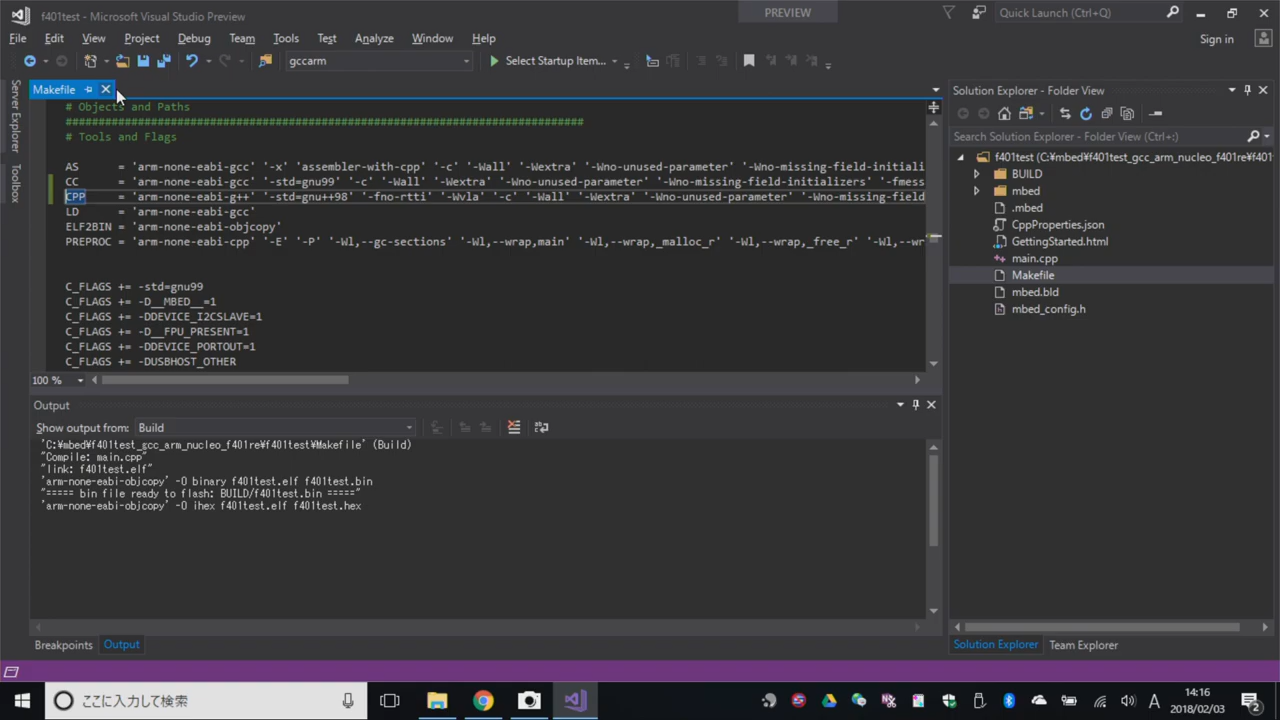 f401test - Microsoft Visual Studio Preview
PREVIEW
Quick Launch (Ctrl+Q)
File Edit View Project Debug Team Tools Test Analyze Window Help
Sign in
gccarm
Select Startup Item...
Server Explorer
Toolbox
Makefile
# Objects and Paths
###############################################################################
# Tools and Flags
AS = 'arm-none-eabi-gcc' '-x' 'assembler-with-cpp' '-c' '-Wall' '-Wextra' '-Wno-unused-parameter' '-Wno-missing-field-initiali
CC = 'arm-none-eabi-gcc' '-std=gnu99' '-c' '-Wall' '-Wextra' '-Wno-unused-parameter' '-Wno-missing-field-initializers' '-fmess
CPP = 'arm-none-eabi-g++' '-std=gnu++98' '-fno-rtti' '-Wvla' '-c' '-Wall' '-Wextra' '-Wno-unused-parameter' '-Wno-missing-field
LD = 'arm-none-eabi-gcc'
ELF2BIN = 'arm-none-eabi-objcopy'
PREPROC = 'arm-none-eabi-cpp' '-E' '-P' '-Wl,--gc-sections' '-Wl,--wrap,main' '-Wl,--wrap,_malloc_r' '-Wl,--wrap,_free_r' '-Wl,--wr
C_FLAGS += -std=gnu99
C_FLAGS += -D__MBED__=1
C_FLAGS += -DDEVICE_I2CSLAVE=1
C_FLAGS += -D__FPU_PRESENT=1
C_FLAGS += -DDEVICE_PORTOUT=1
C_FLAGS += -DUSBHOST_OTHER
100 %
Output
Show output from: Build
'C:¥mbed¥f401test_gcc_arm_nucleo_f401re¥f401test¥Makefile' (Build)
"Compile: main.cpp"
"link: f401test.elf"
'arm-none-eabi-objcopy' -O binary f401test.elf f401test.bin
"===== bin file ready to flash: BUILD/f401test.bin ====="
'arm-none-eabi-objcopy' -O ihex f401test.elf f401test.hex
Breakpoints Output
Solution Explorer - Folder View
Search Solution Explorer - Folder View (Ctrl+:)
f401test (C:¥mbed¥f401test_gcc_arm_nucleo_f401re¥f401
BUILD
mbed
.mbed
CppProperties.json
GettingStarted.html
main.cpp
Makefile
mbed.bld
mbed_config.h
Solution Explorer Team Explorer
ここに入力して検索
A
14:16
2018/02/03
2